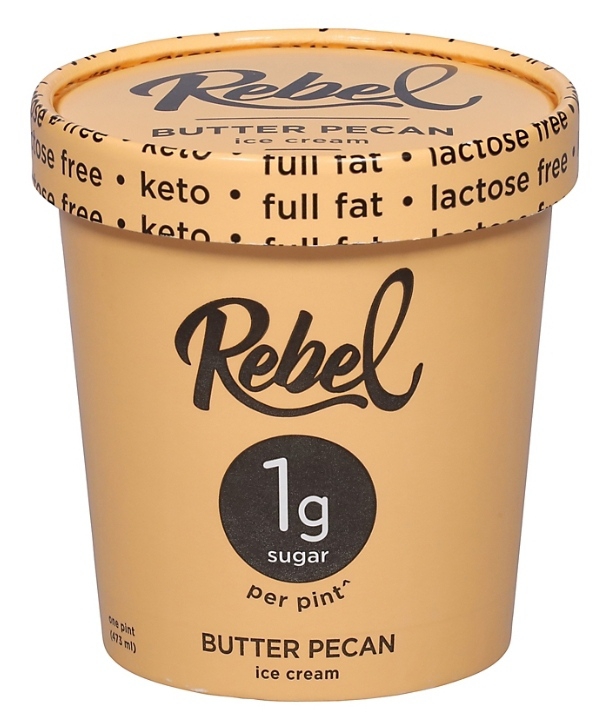 Rebel
BUTTER PECAN
ice cream
free • keto • full fat • lactose free •
free • keto • full fat • lactose free
Rebel
1g
sugar
per pint^
one pint
(473 ml)
BUTTER PECAN
ice cream